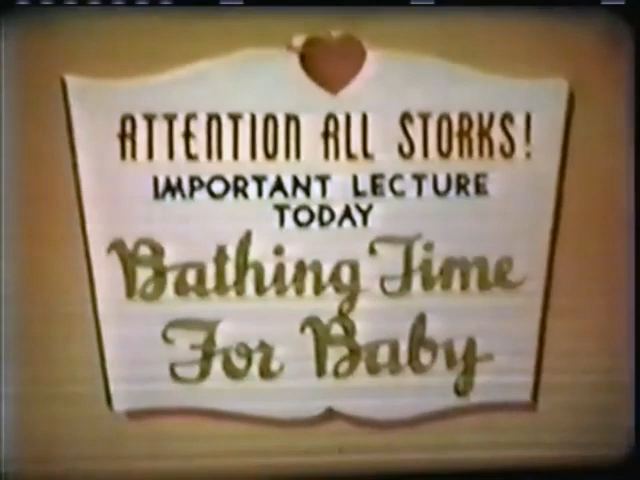 ATTENTION ALL STORKS!
IMPORTANT LECTURE
TODAY
Bathing Time
For Baby